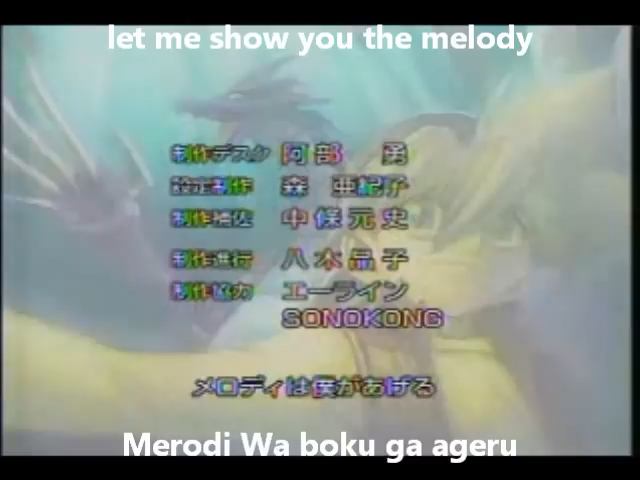 let me show you the melody
制作デスク 阿部 勇
設定制作 森 亜紀子
制作補佐 中條元史
制作進行 八木晶子
制作協力 エーライン
SONOKONG
メロディは僕があげる
Merodi Wa boku ga ageru